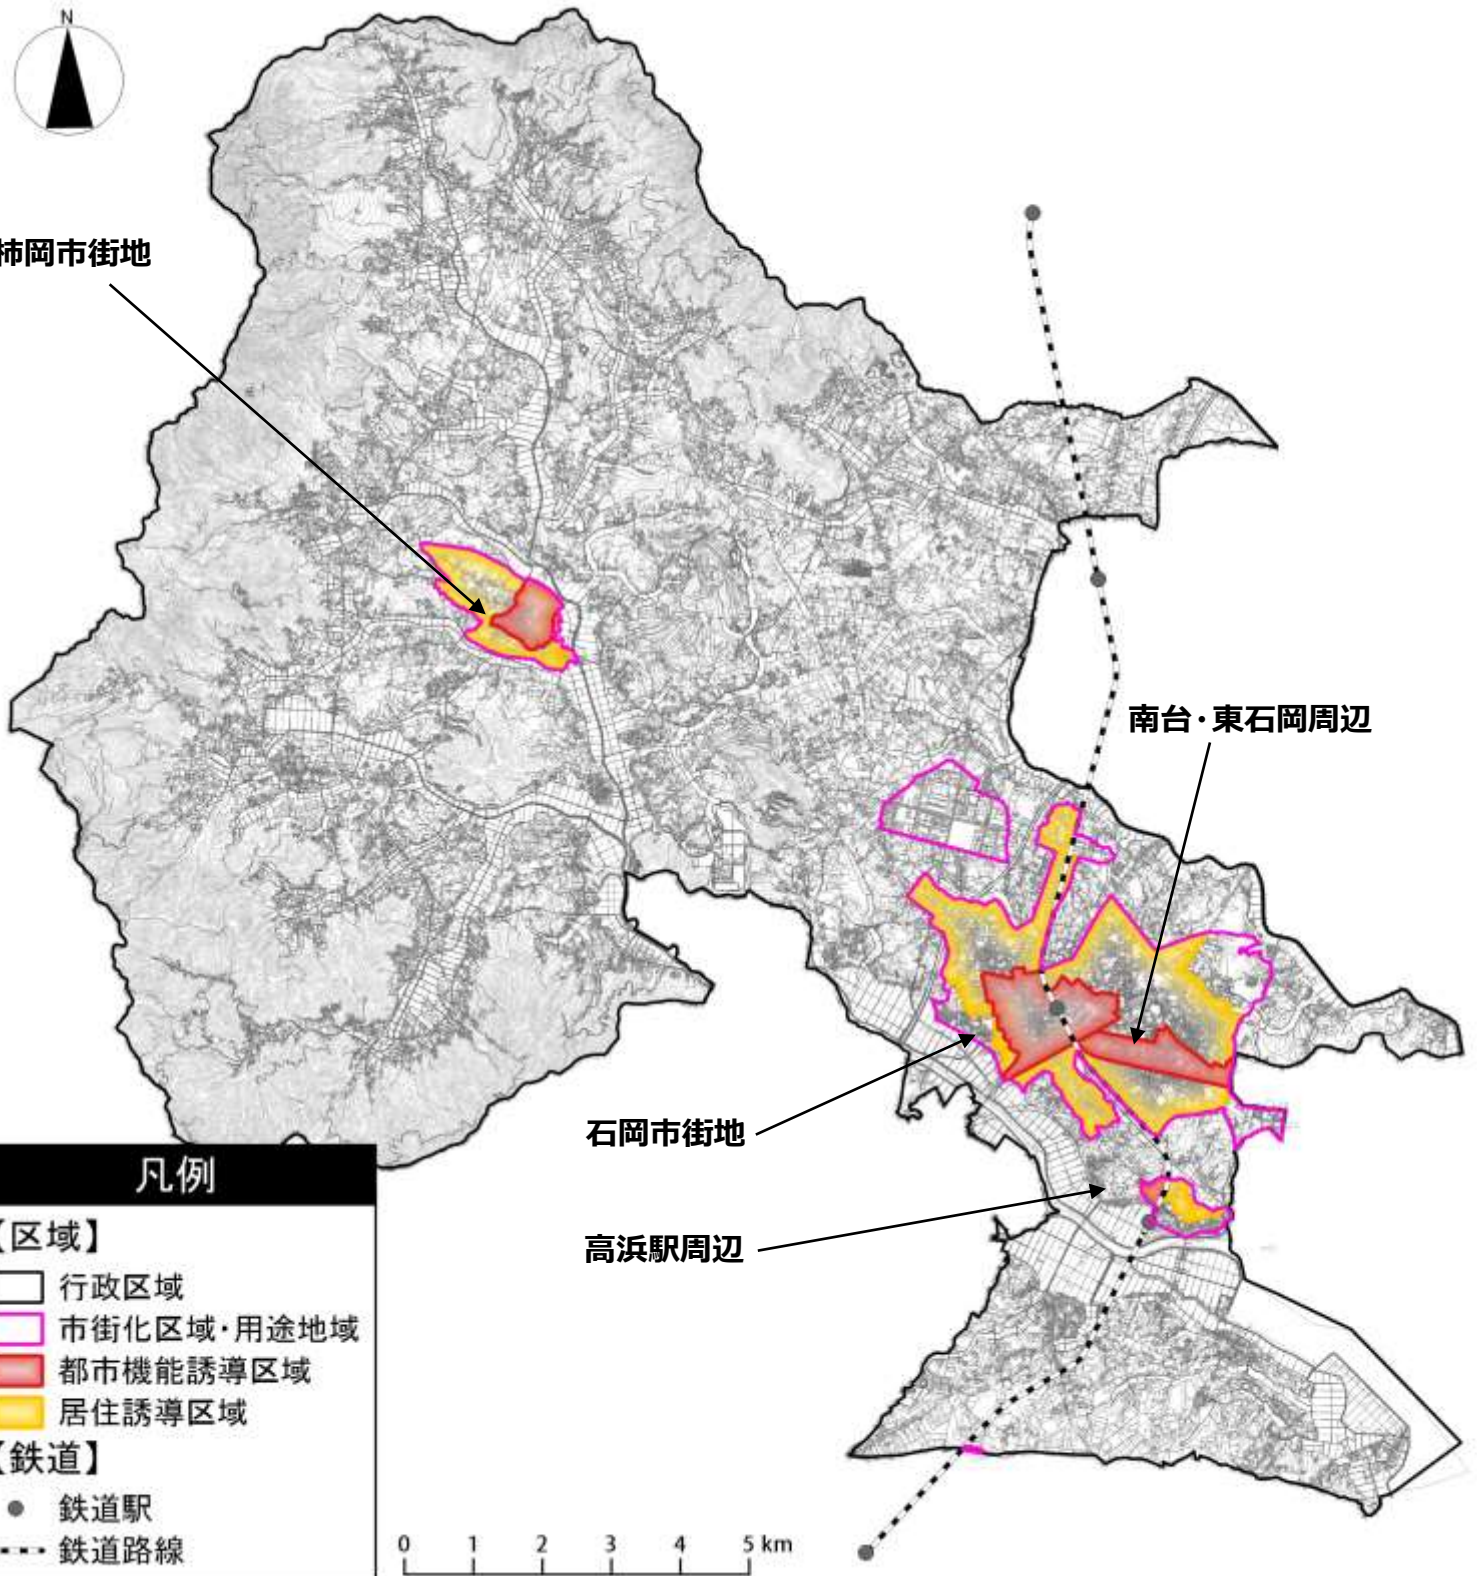 N
柿岡市街地
南台・東石岡周辺
石岡市街地
高浜駅周辺
凡例
【区域】
行政区域
市街化区域・用途地域
都市機能誘導区域
居住誘導区域
【鉄道】
鉄道駅
鉄道路線
0 1 2 3 4 5 km